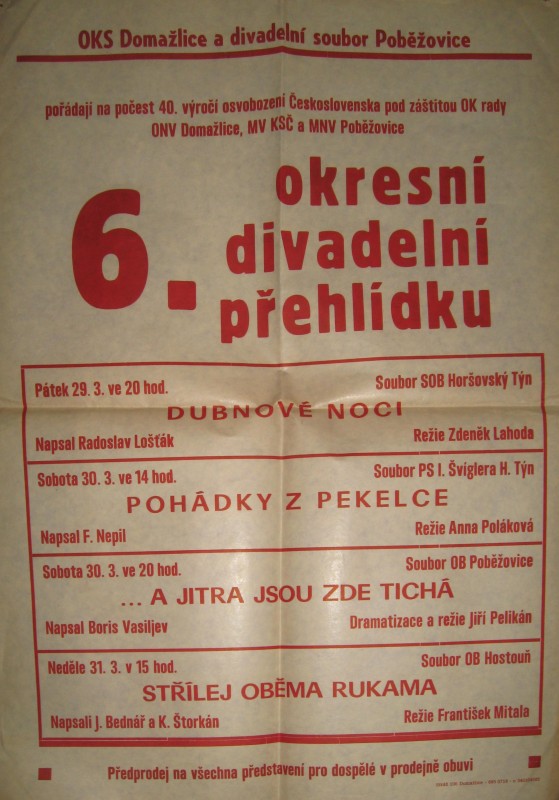 OKS Domažlice a divadelní soubor Poběžovice
pořádají na počest 40. výročí osvobození Československa pod záštitou OK rady
ONV Domažlice, MV KSČ a MNV Poběžovice
6. okresní
divadelní
přehlídku
Pátek 29. 3. ve 20 hod. Soubor SOB Horšovský Týn
DUBNOVÉ NOCI
Napsal Radoslav Lošťák Režie Zdeněk Lahoda
Sobota 30. 3. ve 14 hod. Soubor PS I. Šviglera H. Týn
POHÁDKY Z PEKELCE
Napsal F. Nepil Režie Anna Poláková
Sobota 30. 3. ve 20 hod. Soubor OB Poběžovice
... A JITRA JSOU ZDE TICHÁ
Napsal Boris Vasiljev Dramatizace a režie Jiří Pelikán
Neděle 31. 3. v 15 hod. Soubor OB Hostouň
STŘÍLEJ OBĚMA RUKAMA
Napsali J. Bednář a K. Štorkán Režie František Mitala
Předprodej na všechna představení pro dospělé v prodejně obuvi